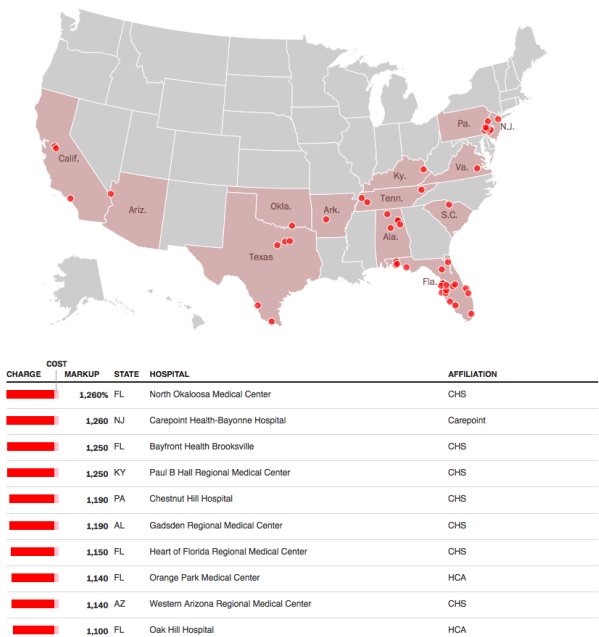 Pa.
N.J.
Calif.
Ky.
Va.
Ariz.
Okla.
Ark.
Tenn.
S.C.
Ala.
Texas
Fla.
COST
CHARGE MARKUP STATE HOSPITAL AFFILIATION
1,260% FL North Okaloosa Medical Center CHS
1,260 NJ Carepoint Health-Bayonne Hospital Carepoint
1,250 FL Bayfront Health Brooksville CHS
1,250 KY Paul B Hall Regional Medical Center CHS
1,190 PA Chestnut Hill Hospital CHS
1,190 AL Gadsden Regional Medical Center CHS
1,150 FL Heart of Florida Regional Medical Center CHS
1,140 FL Orange Park Medical Center HCA
1,140 AZ Western Arizona Regional Medical Center CHS
1,100 FL Oak Hill Hospital HCA